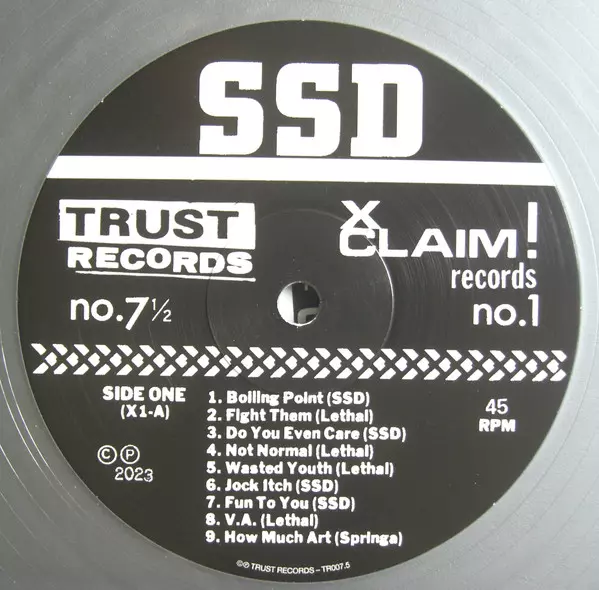 SSD
TRUST
RECORDS
no.7 ½
X
CLAIM!
records
no.1
SIDE ONE
(X1-A)
© ℗
2023
1. Boiling Point (SSD)
2. Fight Them (Lethal)
3. Do You Even Care (SSD)
4. Not Normal (Lethal)
5. Wasted Youth (Lethal)
6. Jock Itch (SSD)
7. Fun To You (SSD)
8. V.A. (Lethal)
9. How Much Art (Springa)
45
RPM
©℗ TRUST RECORDS – TR007.5